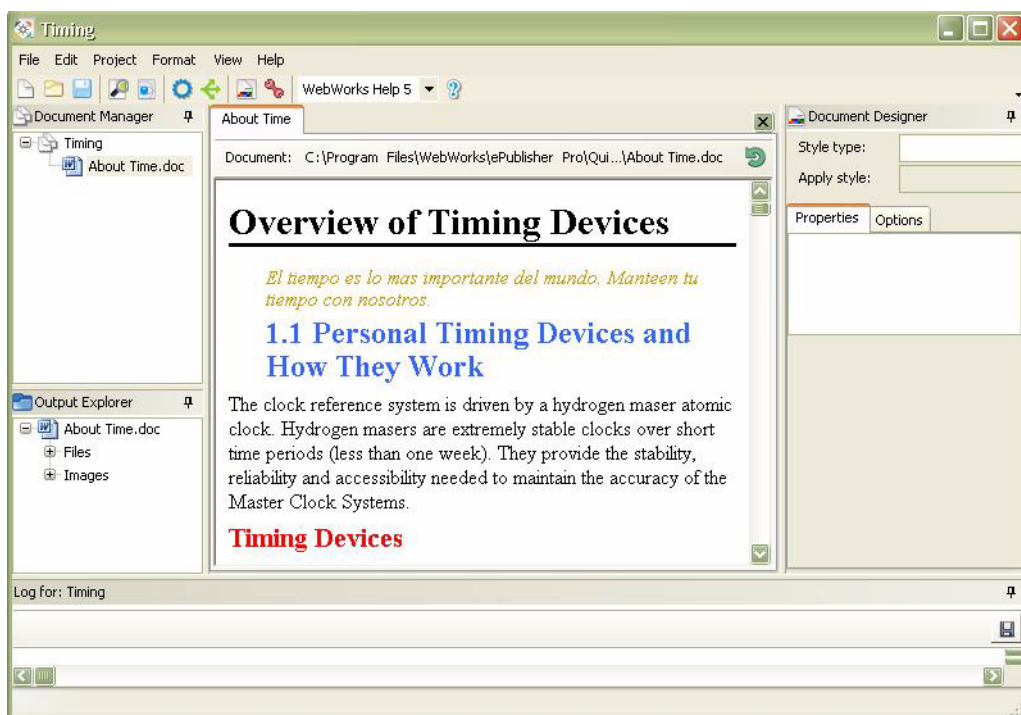 Timing
File Edit Project Format View Help
WebWorks Help 5
Document Manager
Timing
About Time.doc
Output Explorer
About Time.doc
Files
Images
About Time
Document: C:\Program Files\WebWorks\ePublisher Pro\Qui...\About Time.doc
Overview of Timing Devices
El tiempo es lo mas importante del mundo. Manteen tu
tiempo con nosotros.
1.1 Personal Timing Devices and
How They Work
The clock reference system is driven by a hydrogen maser atomic
clock. Hydrogen masers are extremely stable clocks over short
time periods (less than one week). They provide the stability,
reliability and accessibility needed to maintain the accuracy of the
Master Clock Systems.
Timing Devices
Document Designer
Style type:
Apply style:
Properties Options
Log for: Timing